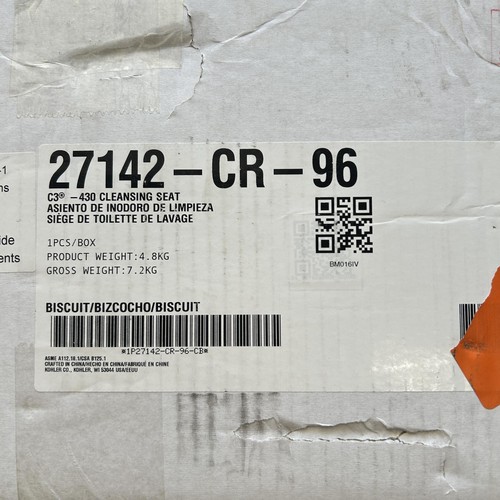 27142-CR-96
C3® -430 CLEANSING SEAT
ASIENTO DE INODORO DE LIMPIEZA
SIÈGE DE TOILETTE DE LAVAGE
1PCS/BOX
PRODUCT WEIGHT:4.8KG
GROSS WEIGHT:7.2KG
BM016IV
BISCUIT/BIZCOCHO/BISCUIT
*1P27142-CR-96-CB*
ASME A112.18.1/CSA B125.1
CRAFTED IN CHINA/HECHO EN CHINA/FABRIQUÉ EN CHINE
KOHLER CO., KOHLER, WI 53044 USA/EEUU